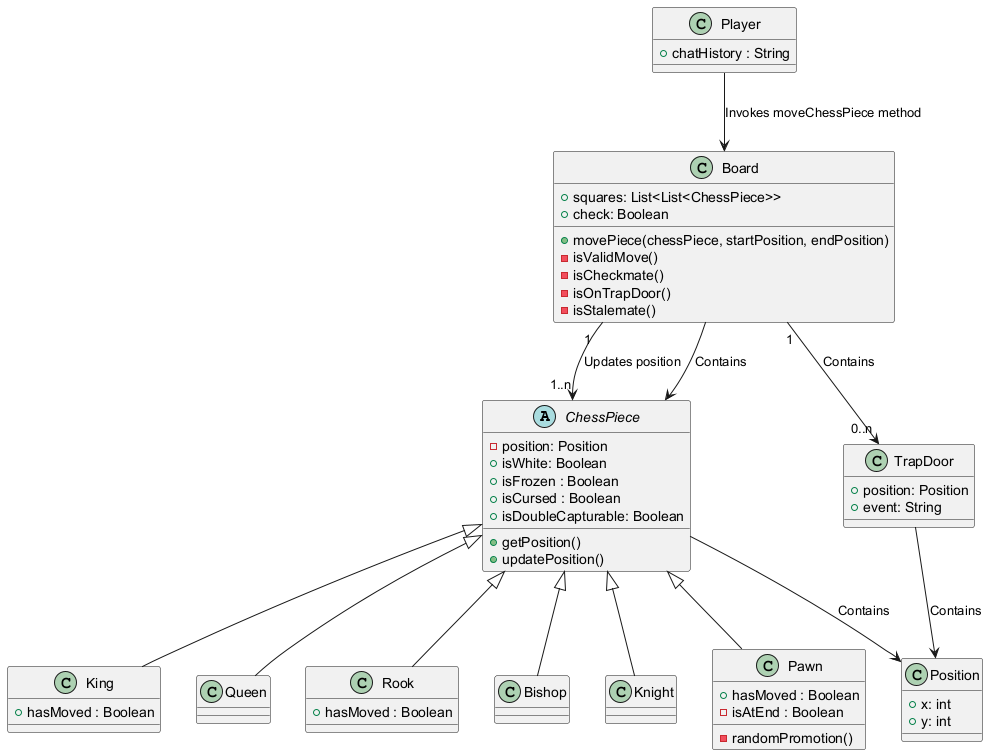 C Player
chatHistory : String
Invokes moveChessPiece method
C Board
squares: List<List<ChessPiece>>
check: Boolean
movePiece(chessPiece, startPosition, endPosition)
isValidMove()
isCheckmate()
isOnTrapDoor()
isStalemate()
1
1
Updates position
Contains
Contains
1..n
0..n
A ChessPiece
position: Position
isWhite: Boolean
isFrozen : Boolean
isCursed : Boolean
isDoubleCapturable: Boolean
getPosition()
updatePosition()
C TrapDoor
position: Position
event: String
Contains
Contains
C King
hasMoved : Boolean
C Queen
C Rook
hasMoved : Boolean
C Bishop
C Knight
C Pawn
hasMoved : Boolean
isAtEnd : Boolean
randomPromotion()
C Position
x: int
y: int